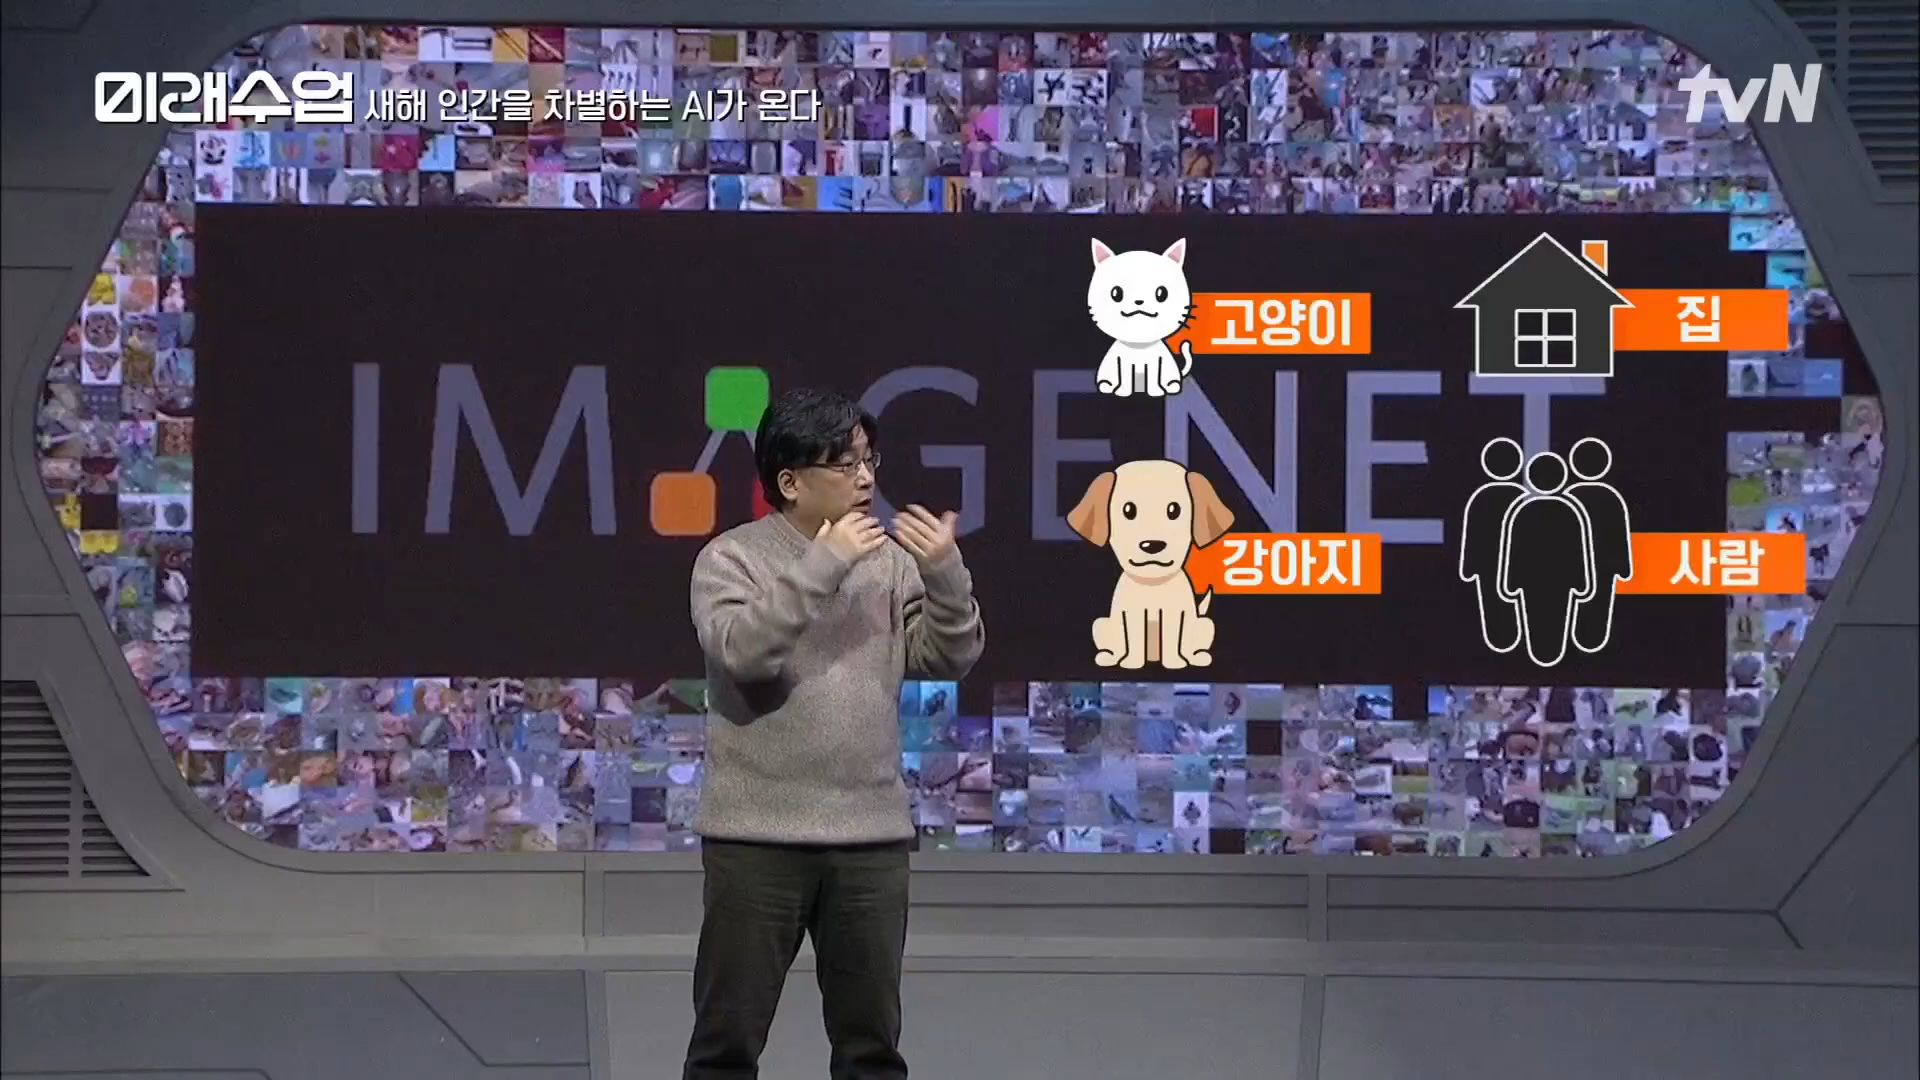 미래수업 새해 인간을 차별하는 AI가 온다
tvN
고양이
집
IMAGENET
강아지
사람